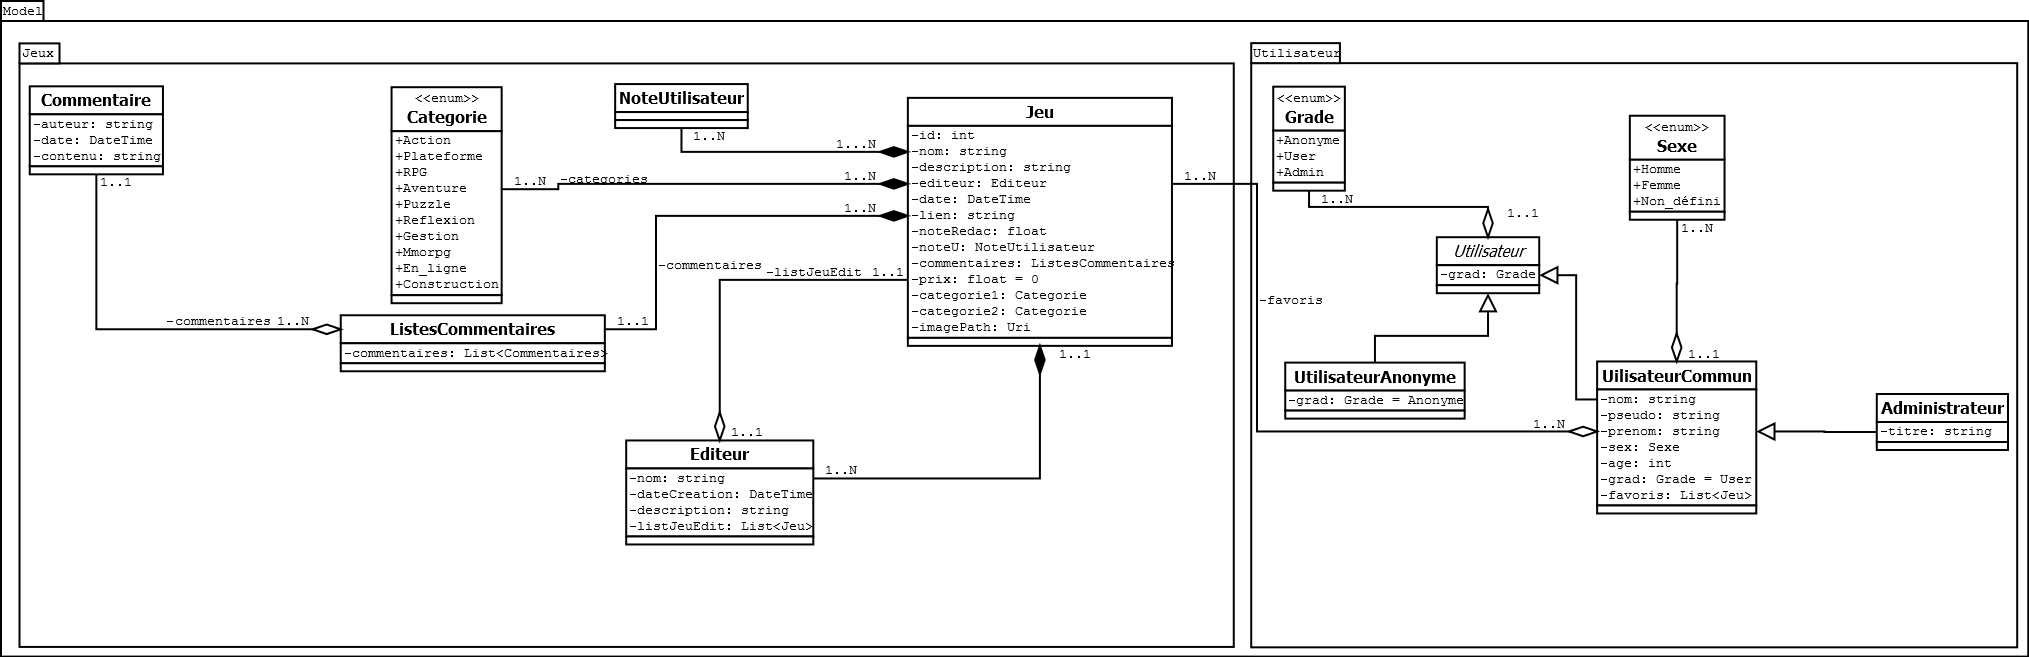 Model
Jeux
Commentaire
-auteur: string
-date: DateTime
-contenu: string
1..1
<<enum>>
Categorie
+Action
+Plateforme
+RPG
+Aventure
+Puzzle
+Reflexion
+Gestion
+Mmorpg
+En_ligne
+Construction
1..N
-categories
1..N
NoteUtilisateur
1..N
1...N
Jeu
-id: int
-nom: string
-description: string
-editeur: Editeur
-date: DateTime
-lien: string
-noteRedac: float
-noteU: NoteUtilisateur
-commentaires: ListesCommentaires
-prix: float = 0
-categorie1: Categorie
-categorie2: Categorie
-imagePath: Uri
1..N
-commentaires
-listJeuEdit
1..1
-commentaires
1..N
ListesCommentaires
-commentaires: List<Commentaires>
1..1
1..1
1..1
Editeur
-nom: string
-dateCreation: DateTime
-description: string
-listJeuEdit: List<Jeu>
1..N
Utilisateur
1..N
-favoris
<<enum>>
Grade
+Anonyme
+User
+Admin
1..N
1..1
Utilisateur
-grad: Grade
<<enum>>
Sexe
+Homme
+Femme
+Non_défini
1..N
1..1
UtilisateurAnonyme
-grad: Grade = Anonyme
1..N
UilisateurCommun
-nom: string
-pseudo: string
-prenom: string
-sex: Sexe
-age: int
-grad: Grade = User
-favoris: List<Jeu>
Administrateur
-titre: string